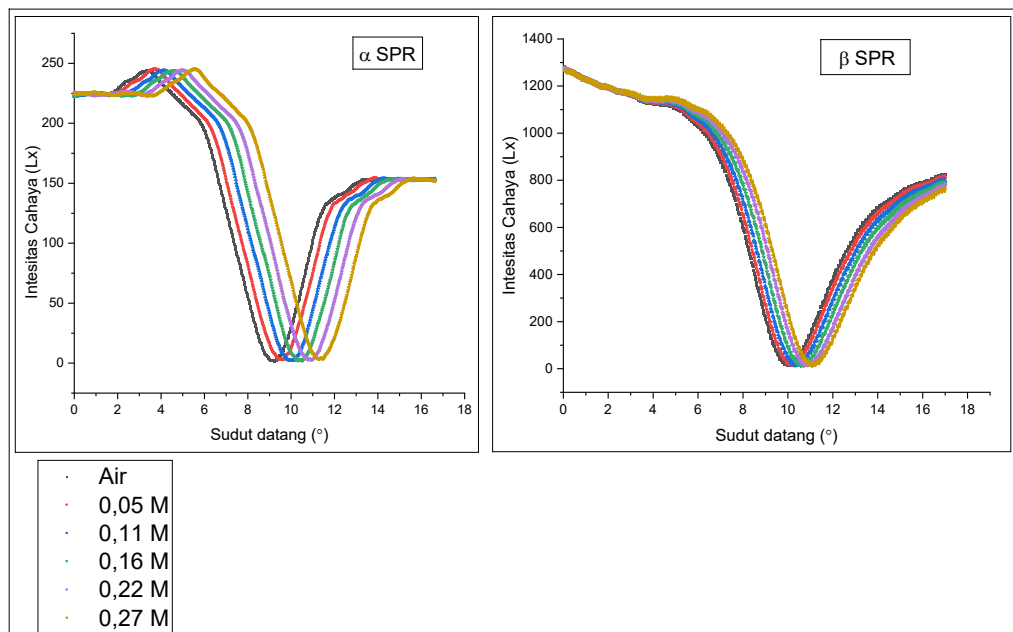 α SPR
Intesitas Cahaya (Lx)
250
200
150
100
50
0
0 2 4 6 8 10 12 14 16 18
Sudut datang (°)
β SPR
Intesitas Cahaya (Lx)
1400
1200
1000
800
600
400
200
0
0 2 4 6 8 10 12 14 16 18
Sudut datang (°)
Air
0,05 M
0,11 M
0,16 M
0,22 M
0,27 M